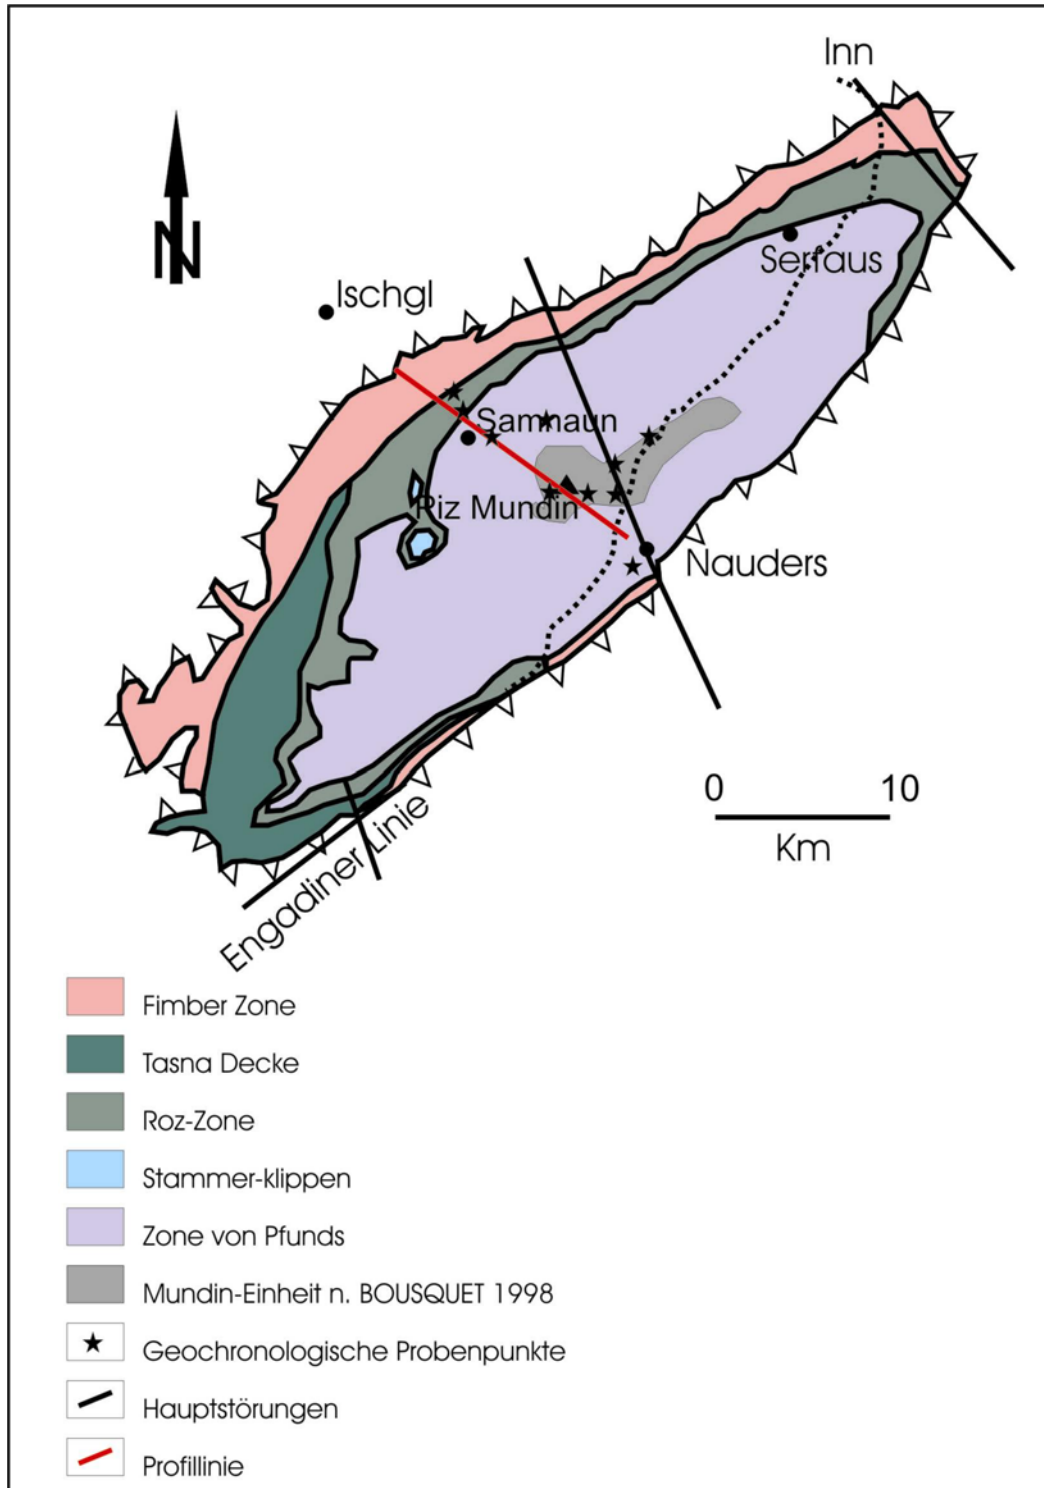 Inn
N
Ischgl
Serfaus
Samnaun
Piz Mundin
Nauders
0 10
Km
Engadiner Linie
Fimber Zone
Tasna Decke
Roz-Zone
Stammer-klippen
Zone von Pfunds
Mundin-Einheit n. BOUSQUET 1998
Geochronologische Probenpunkte
Hauptstörungen
Profillinie